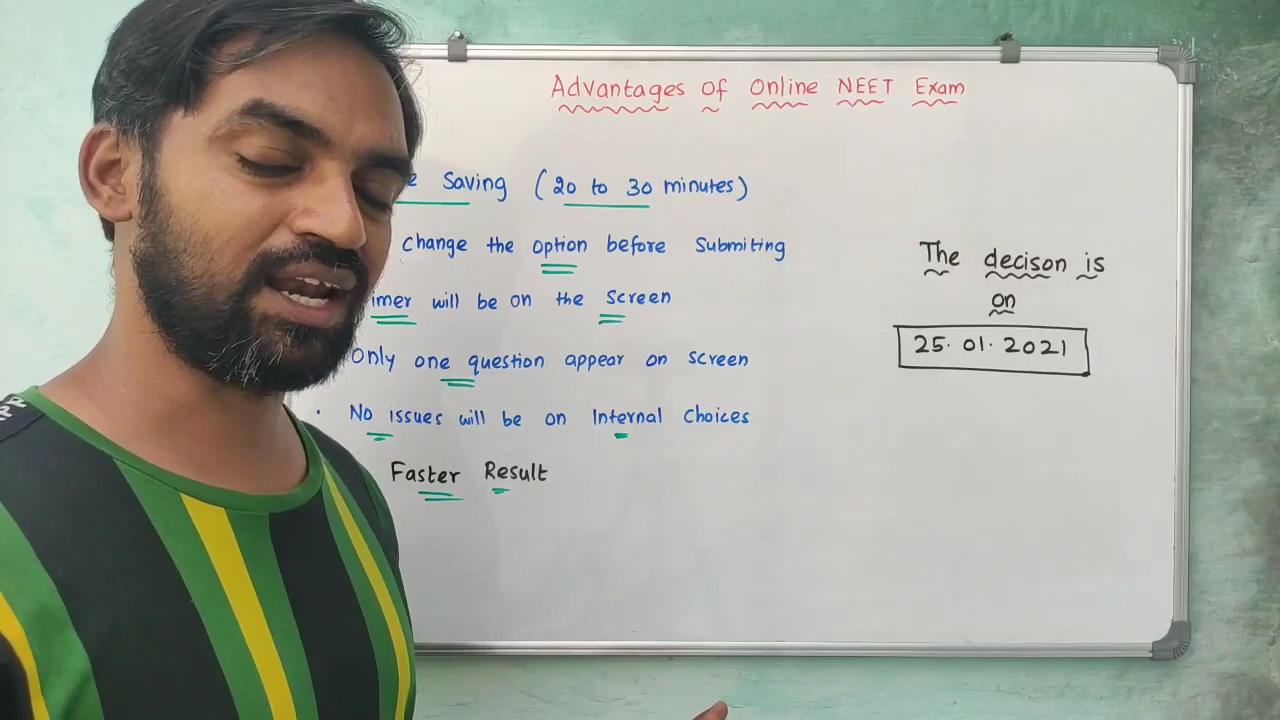 Advantages of Online NEET Exam
Saving (20 to 30 minutes)
change the option before Submiting
imer will be on the Screen
Only one question appear on screen
· No issues will be on Internal Choices
Faster Result
The decison is
on
25.01.2021